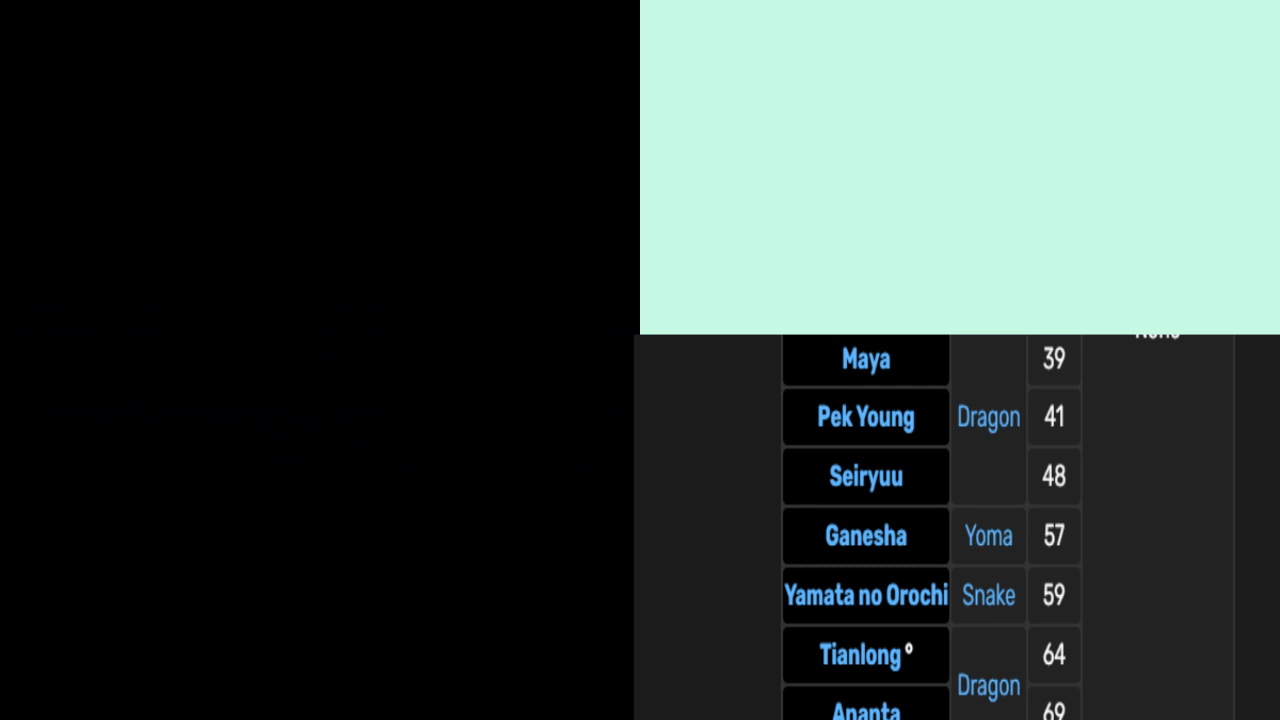 Maya 39
Pek Young Dragon 41
Seiryuu 48
Ganesha Yoma 57
Yamata no Orochi Snake 59
Tianlong° 64
Dragon
Ananta 69